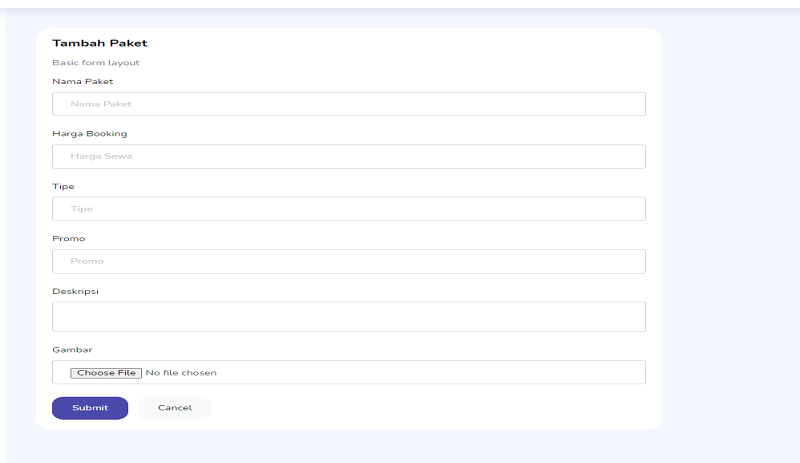 Tambah Paket
Basic form layout
Nama Paket
Nama Paket
Harga Booking
Harga Sewa
Tipe
Tipe
Promo
Promo
Deskripsi
Gambar
Choose File No file chosen
Submit Cancel